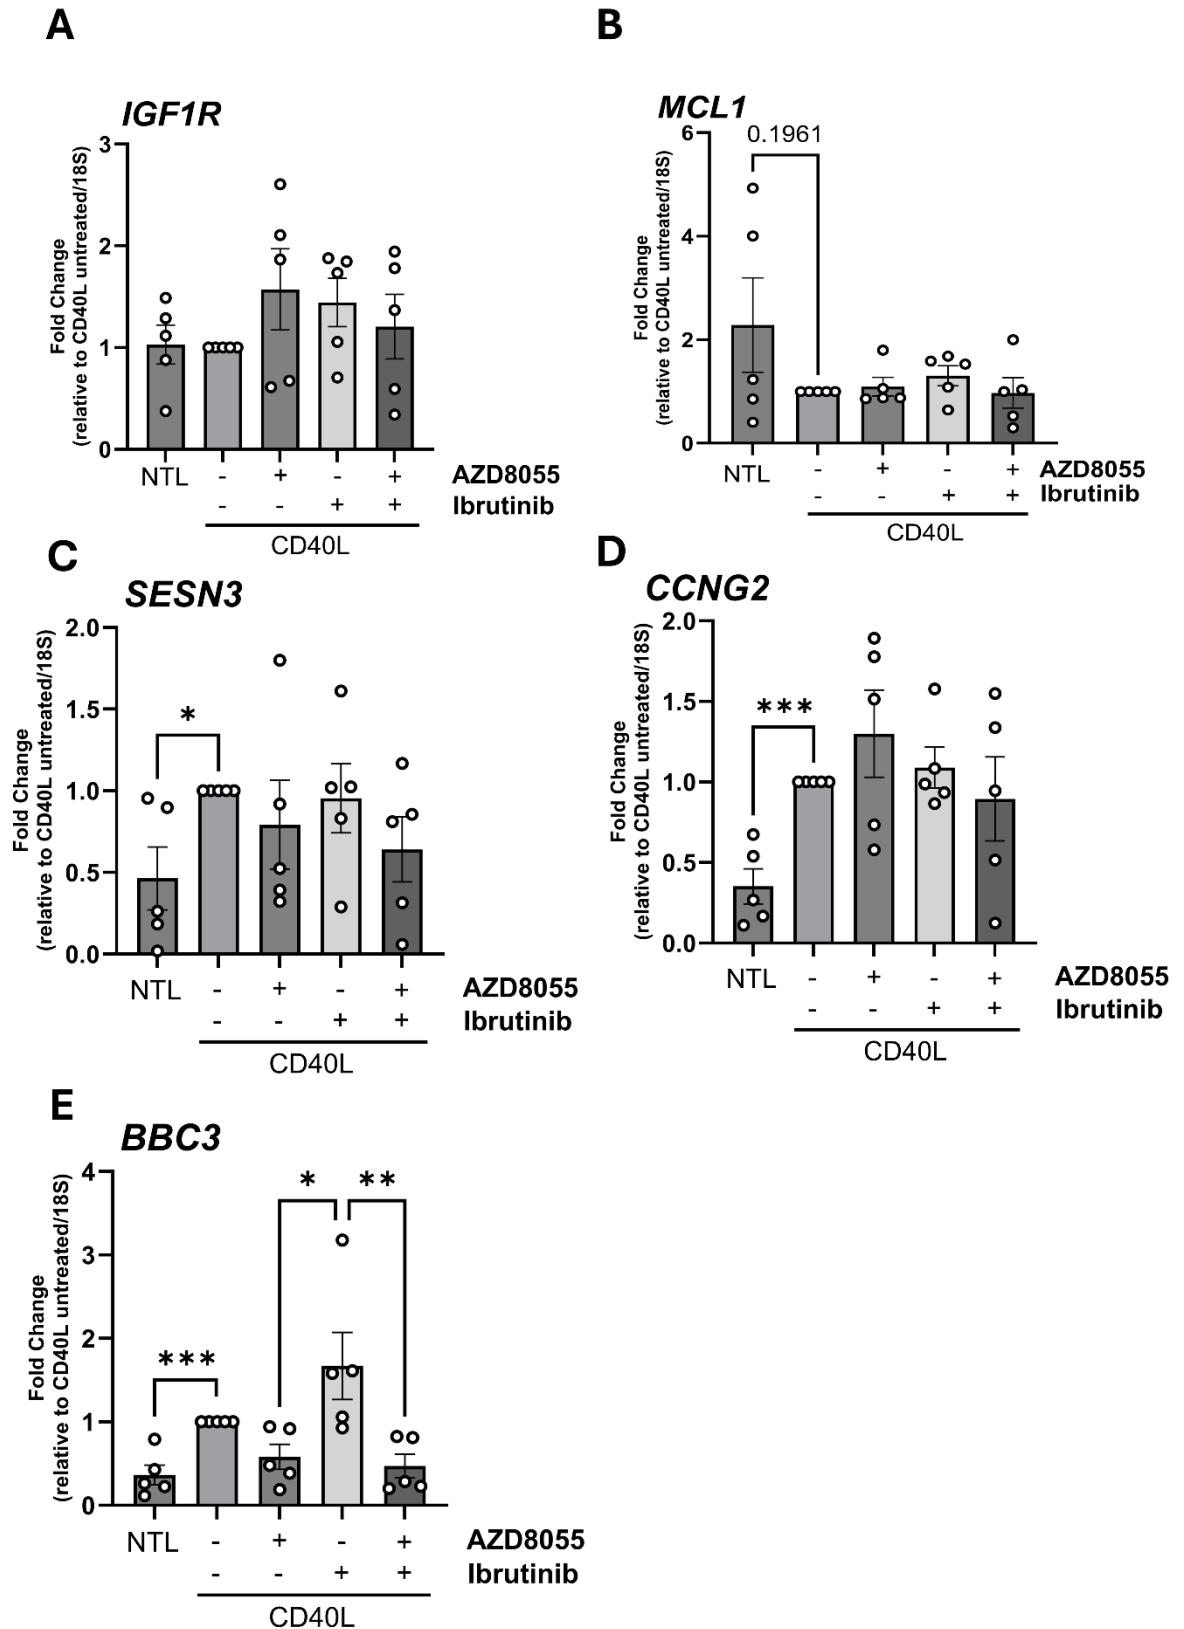 A
IGF1R
Fold Change
(relative to CD40L untreated/18S)
3
2
1
0
NTL - + - + AZD8055
- - + + Ibrutinib
CD40L
B
MCL1
Fold Change
(relative to CD40L untreated/18S)
6
4
2
0
0.1961
NTL - + - + AZD8055
- - + + Ibrutinib
CD40L
C
SESN3
Fold Change
(relative to CD40L untreated/18S)
2.0
1.5
1.0
0.5
0.0
*
NTL - + - + AZD8055
- - + + Ibrutinib
CD40L
D
CCNG2
Fold Change
(relative to CD40L untreated/18S)
2.0
1.5
1.0
0.5
0.0
***
NTL - + - + AZD8055
- - + + Ibrutinib
CD40L
E
BBC3
Fold Change
(relative to CD40L untreated/18S)
4
3
2
1
0
* **
***
NTL - + - + AZD8055
- - + + Ibrutinib
CD40L